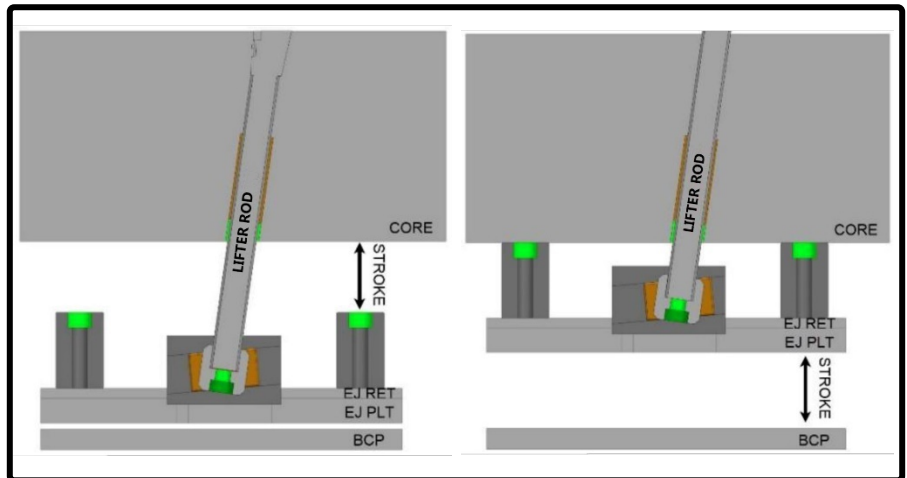 LIFTER ROD
CORE
STROKE
EJ RET
EJ PLT
BCP
LIFTER ROD
CORE
EJ RET
EJ PLT
STROKE
BCP